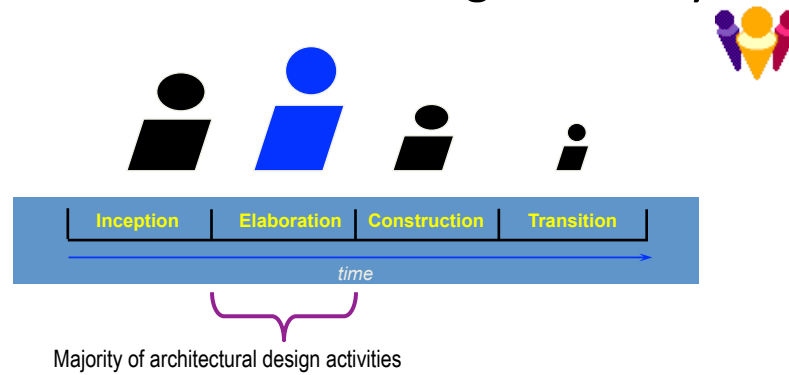 Inception Elaboration Construction Transition
time
Majority of architectural design activities